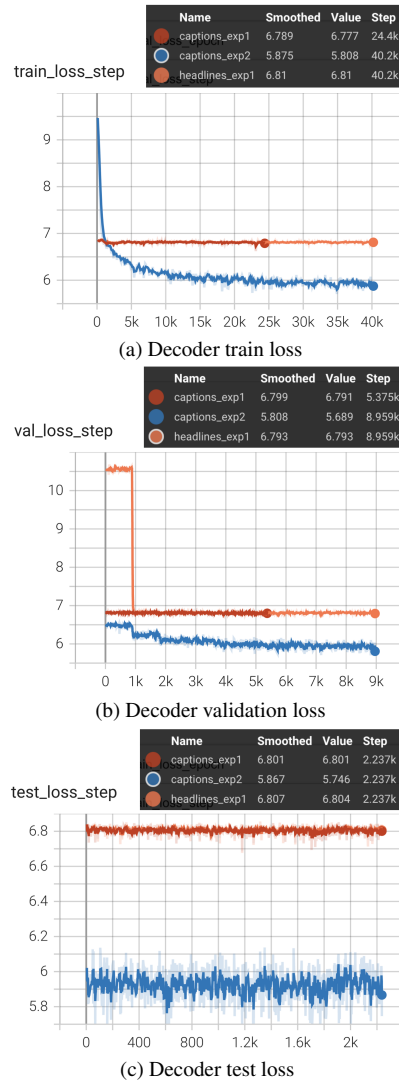 Name Smoothed Value Step
captions_exp1 6.789 6.777 24.4k
captions_exp2 5.875 5.808 40.2k
headlines_exp1 6.81 6.81 40.2k
train_loss_step
9
8
7
6
0 5k 10k 15k 20k 25k 30k 35k 40k
(a) Decoder train loss
Name Smoothed Value Step
captions_exp1 6.799 6.791 5.375k
captions_exp2 5.808 5.689 8.959k
headlines_exp1 6.793 6.793 8.959k
val_loss_step
10
9
8
7
6
0 1k 2k 3k 4k 5k 6k 7k 8k 9k
(b) Decoder validation loss
Name Smoothed Value Step
captions_exp1 6.801 6.801 2.237k
captions_exp2 5.867 5.746 2.237k
headlines_exp1 6.807 6.804 2.237k
test_loss_step
6.8
6.6
6.4
6.2
6
5.8
0 400 800 1.2k 1.6k 2k
(c) Decoder test loss